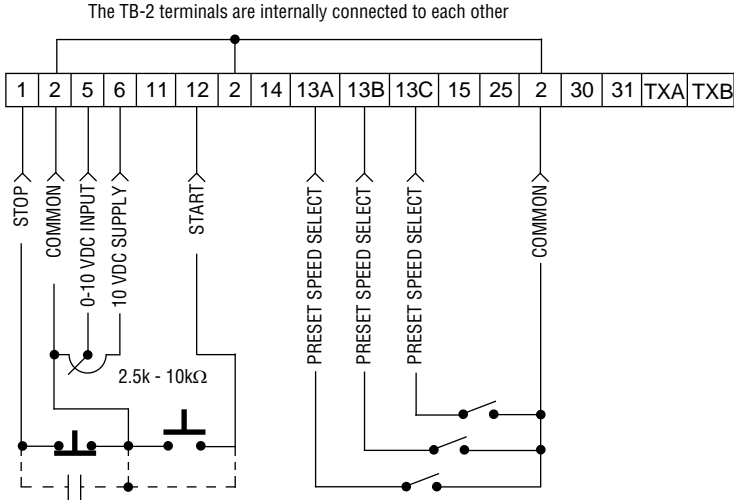 The TB-2 terminals are internally connected to each other
1 2 5 6 11 12 2 14 13A 13B 13C 15 25 2 30 31 TXA TXB
STOP
COMMON
0-10 VDC INPUT
10 VDC SUPPLY
START
PRESET SPEED SELECT
PRESET SPEED SELECT
PRESET SPEED SELECT
COMMON
2.5k - 10kΩ